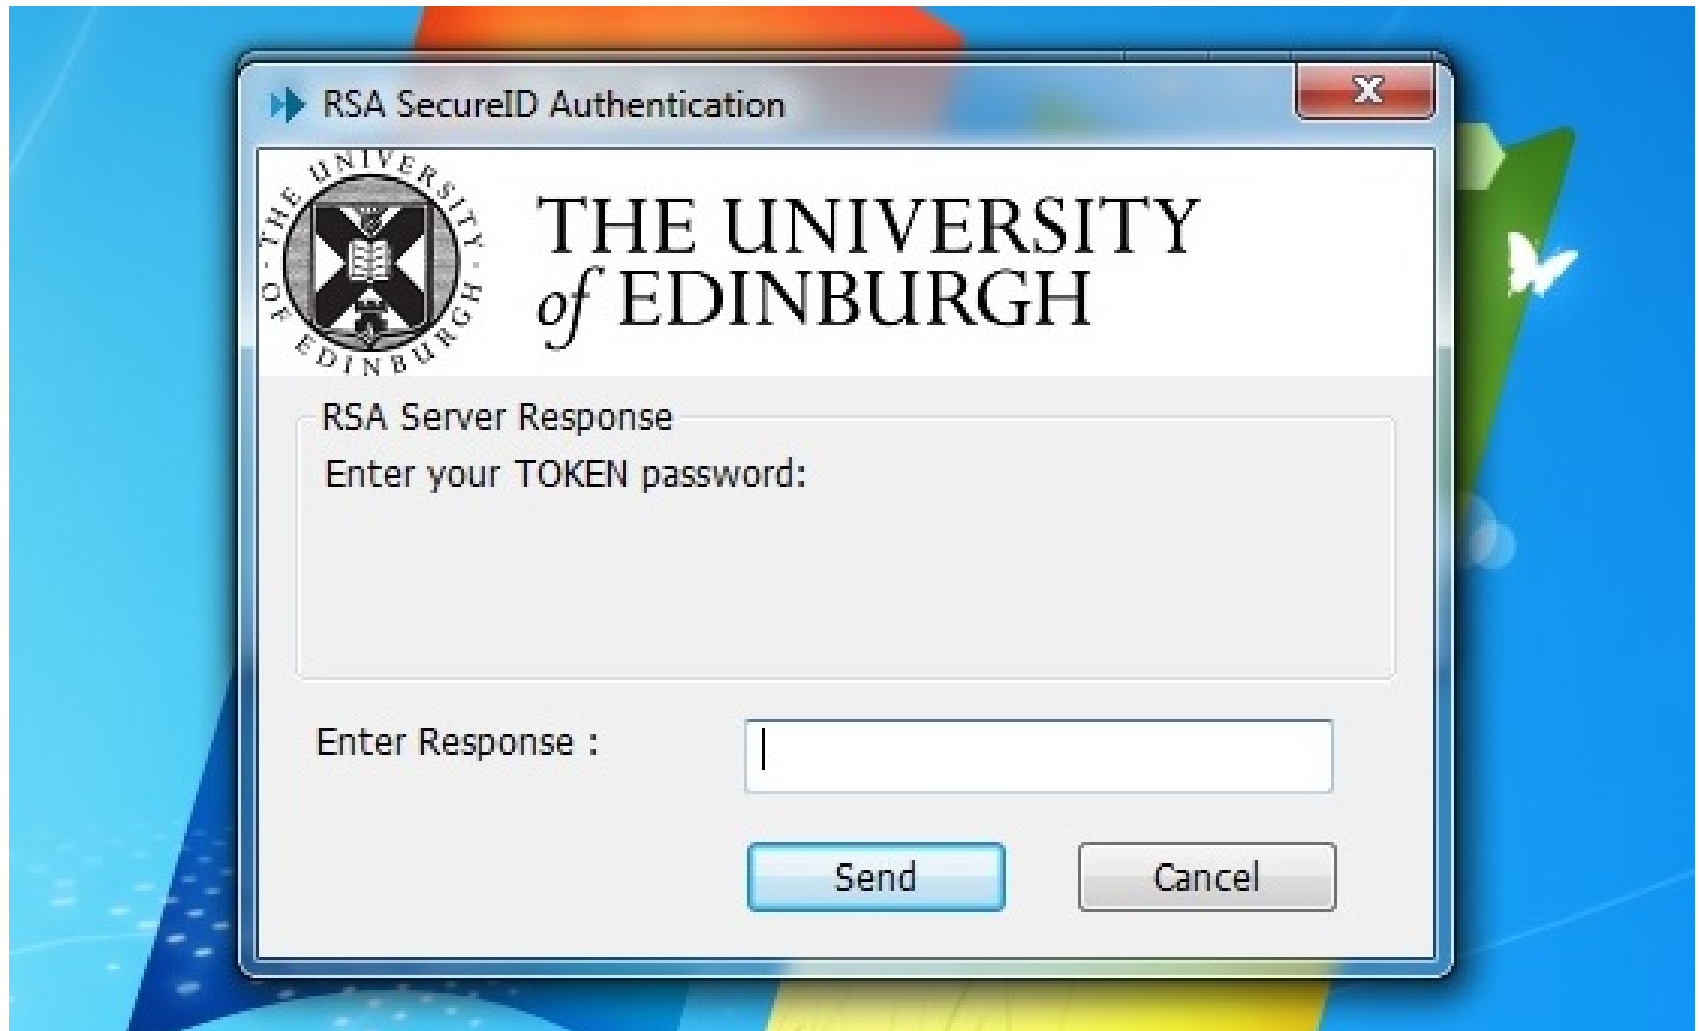 RSA SecureID Authentication
THE UNIVERSITY OF EDINBURGH
THE UNIVERSITY
of EDINBURGH
RSA Server Response
Enter your TOKEN password:
Enter Response :
Send
Cancel